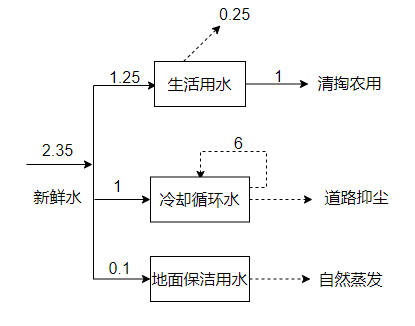 0.25
1.25
生活用水
1
清掏农用
2.35
新鲜水
6
1
冷却循环水
道路抑尘
0.1
地面保洁用水
自然蒸发